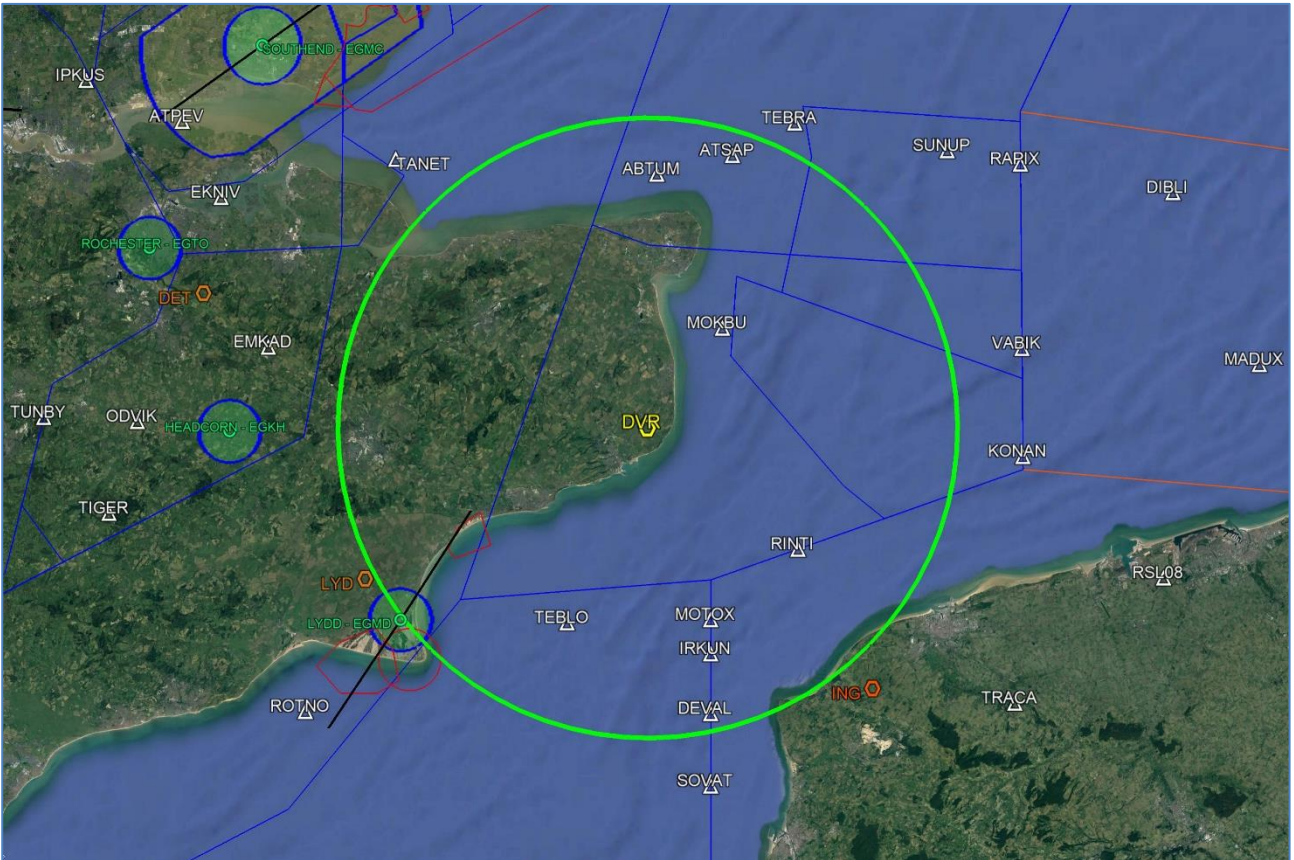 SOUTHEND - EGMC
IPKUS
ATPEV
TEBRA
TANET
ATSAP
SUNUP
RAPIX
ABTUM
EKNIV
DIBLI
ROCHESTER - EGTO
DET
MOKBU
EMKAD
VABIK
MADUX
TUNBY
ODVIK
HEADCORN - EGKH
DVR
KONAN
TIGER
RINTI
LYD
RSL08
LYDD - EGMD
TEBLO
MOTOX
IRKUN
ING
TRACA
ROTNO
DEVAL
SOVAT